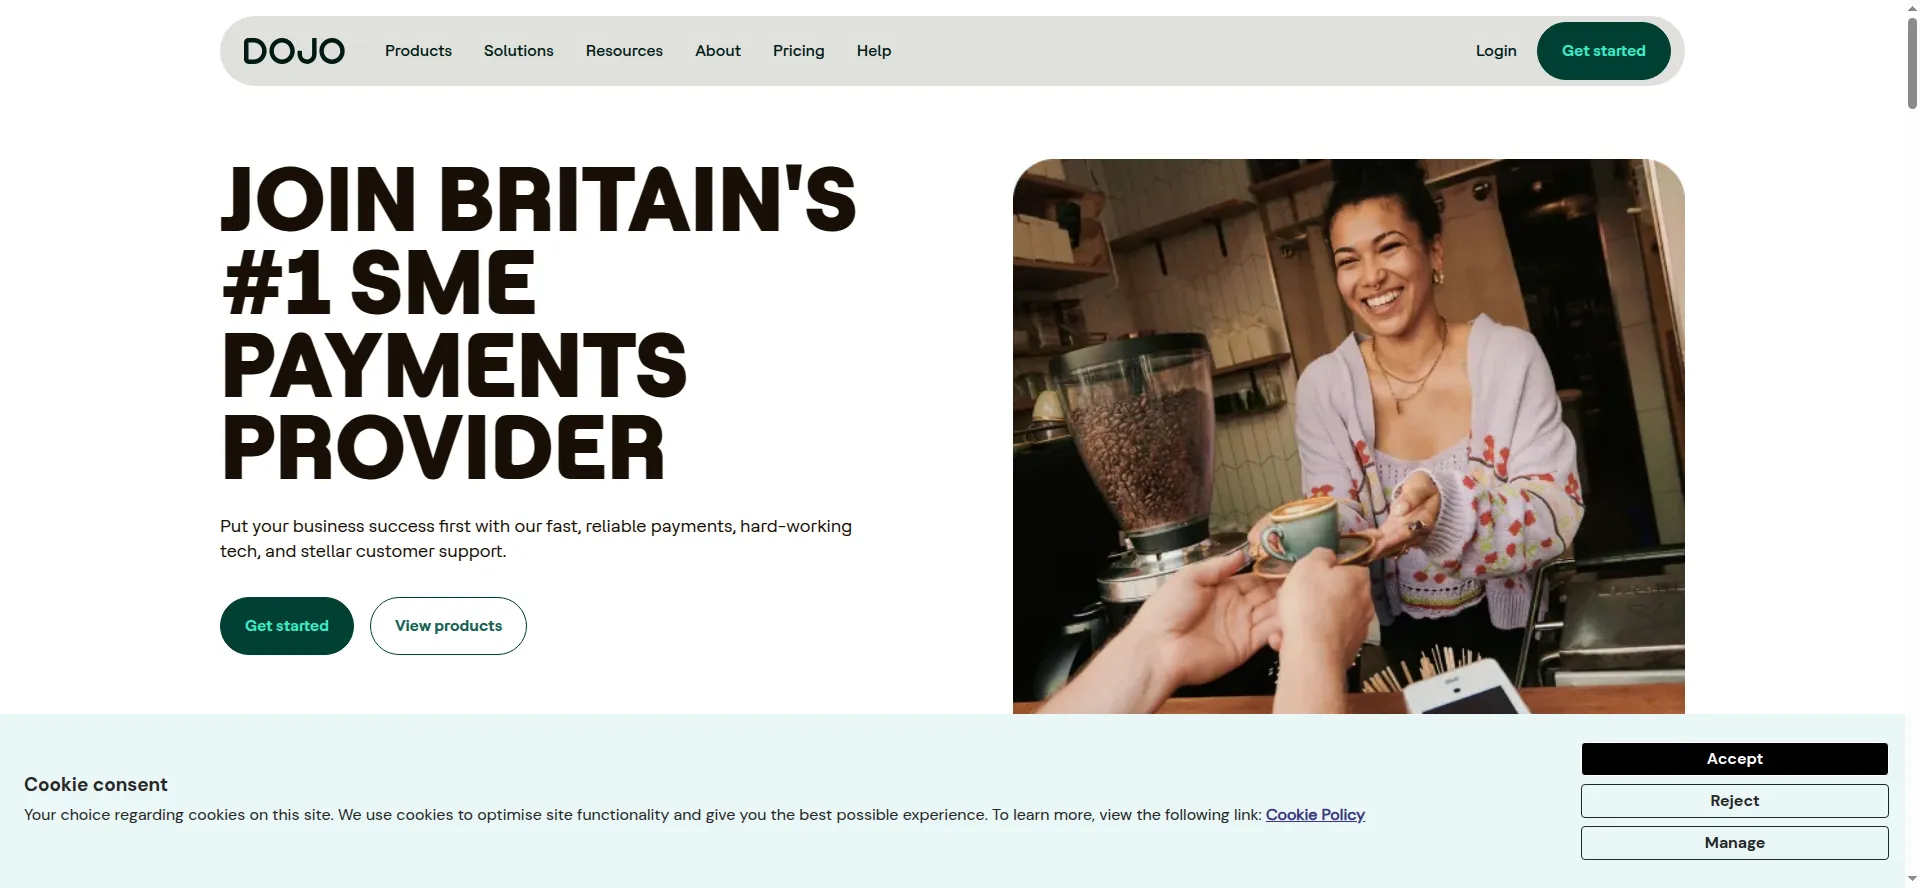 DOJO
Products
Solutions
Resources
About
Pricing
Help
Login
Get started
JOIN BRITAIN'S
#1 SME
PAYMENTS
PROVIDER
Put your business success first with our fast, reliable payments, hard-working
tech, and stellar customer support.
Get started
View products
Cookie consent
Your choice regarding cookies on this site. We use cookies to optimise site functionality and give you the best possible experience. To learn more, view the following link: Cookie Policy
Accept
Reject
Manage